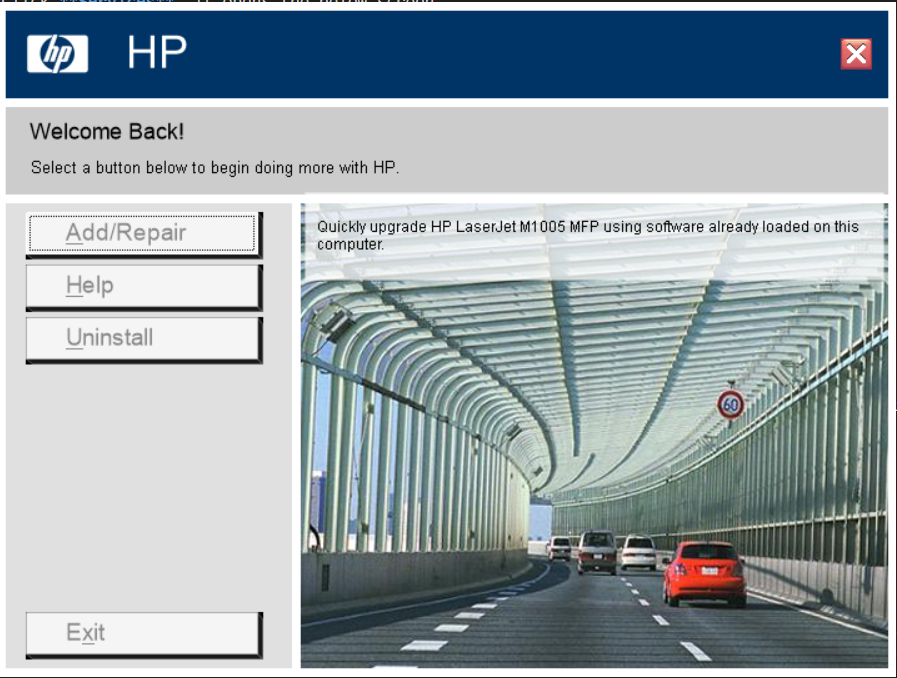 hp HP
Welcome Back!
Select a button below to begin doing more with HP.
Add/Repair
Quickly upgrade HP LaserJet M1005 MFP using software already loaded on this
computer.
Help
Uninstall
60
Exit